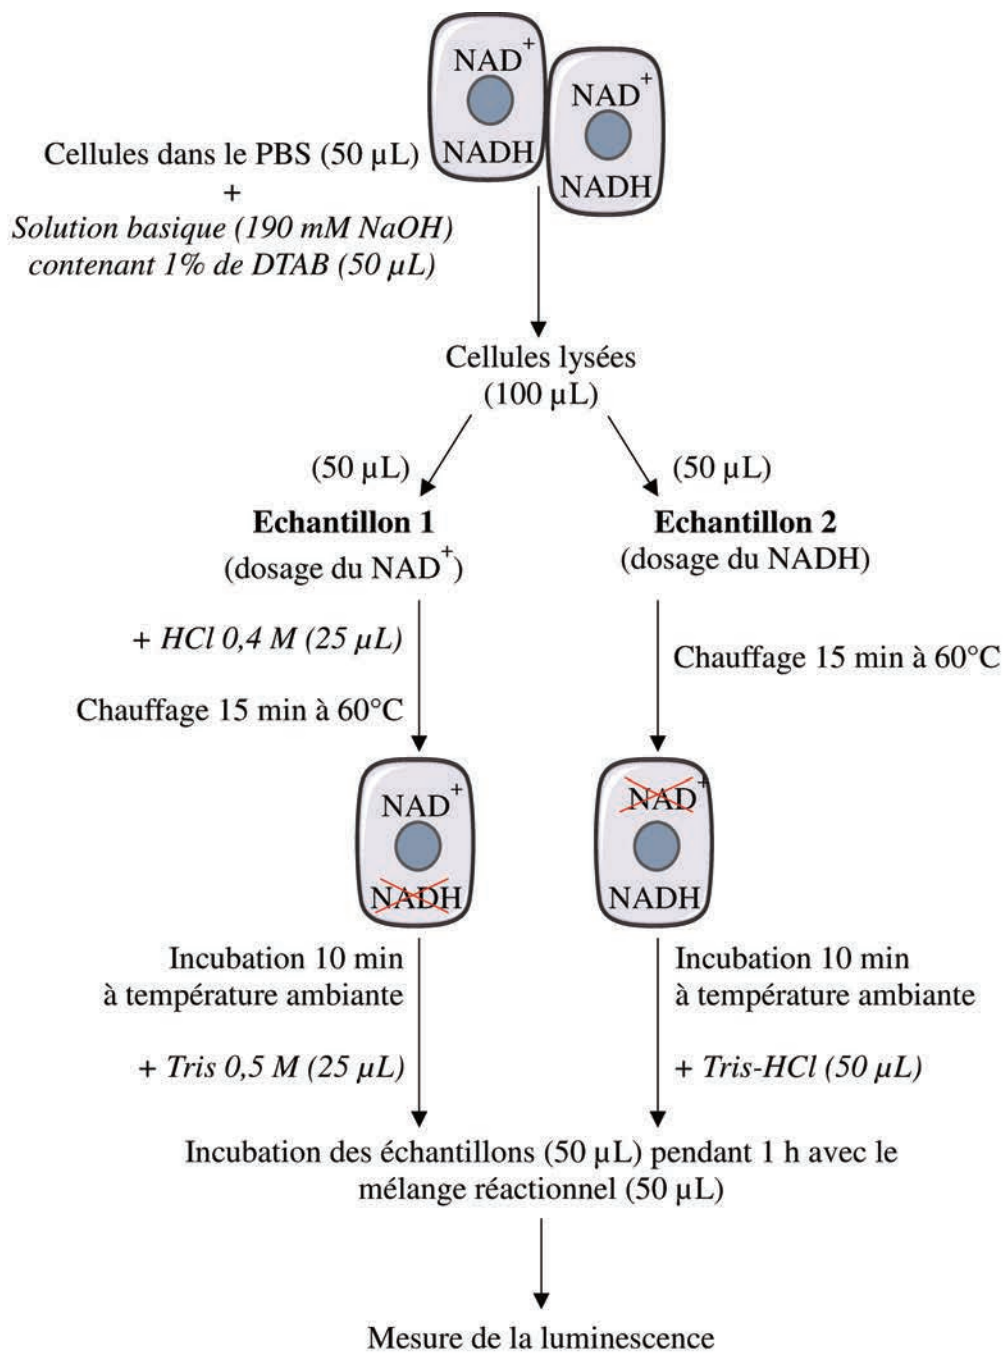 NAD+
NAD+
NADH
NADH
Cellules dans le PBS (50 µL)
+
Solution basique (190 mM NaOH)
contenant 1% de DTAB (50 µL)
Cellules lysées
(100 µL)
(50 µL)
(50 µL)
Echantillon 1
(dosage du NAD+)
Echantillon 2
(dosage du NADH)
+ HCl 0,4 M (25 µL)
Chauffage 15 min à 60°C
Chauffage 15 min à 60°C
NAD+
NADH
NAD+
NADH
Incubation 10 min
à température ambiante
Incubation 10 min
à température ambiante
+ Tris 0,5 M (25 µL)
+ Tris-HCl (50 µL)
Incubation des échantillons (50 µL) pendant 1 h avec le
mélange réactionnel (50 µL)
Mesure de la luminescence